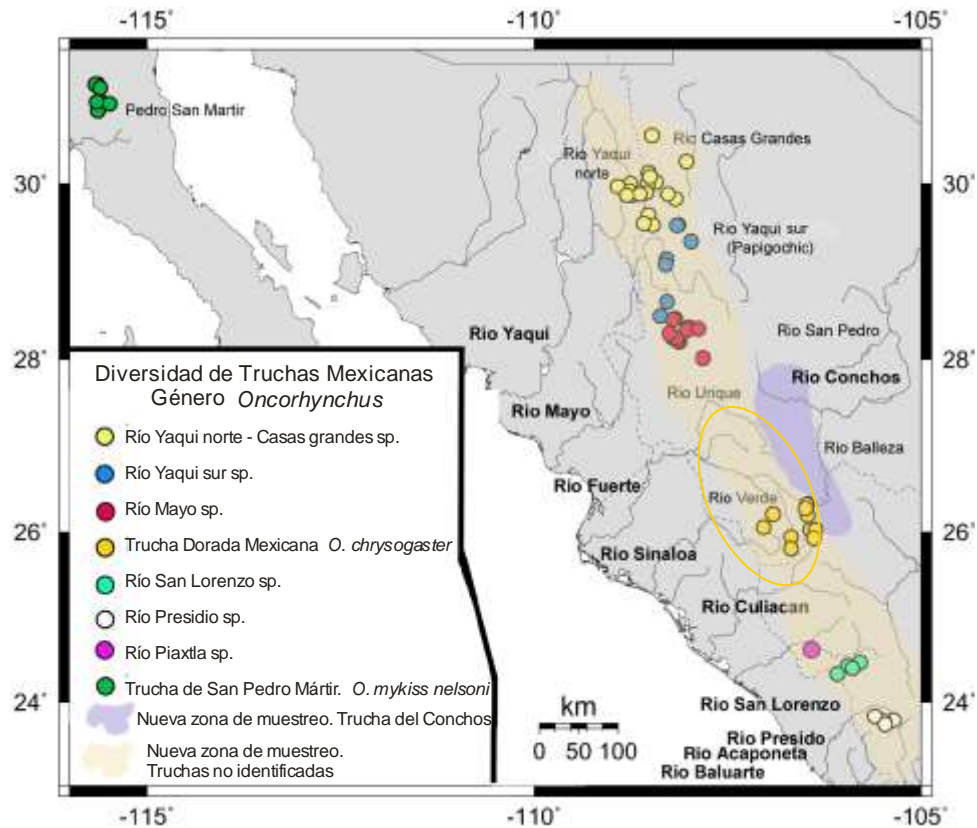 -115° -110° -105°
Pedro San Martir
Rio Casas Grandes
Rio Yaqui
norte
30° 30°
Rio Yaqui sur
(Papigochic)
Rio San Pedro
Rio Yaqui
28° 28°
Rio Conchos
Rio Urique
Rio Mayo
Rio Balleza
Rio Fuerte
Rio Verde
26° 26°
Rio Sinaloa
Rio Culiacan
24° 24°
Rio San Lorenzo
Rio Presido
Rio Acaponeta
Rio Baluarte
km
0 50 100
Diversidad de Truchas Mexicanas
Género Oncorhynchus
Río Yaqui norte - Casas grandes sp.
Río Yaqui sur sp.
Río Mayo sp.
Trucha Dorada Mexicana O. chrysogaster
Río San Lorenzo sp.
Río Presidio sp.
Río Piaxtla sp.
Trucha de San Pedro Mártir. O. mykiss nelsoni
Nueva zona de muestreo. Trucha del Conchos
Nueva zona de muestreo.
Truchas no identificadas
-115° -110° -105°